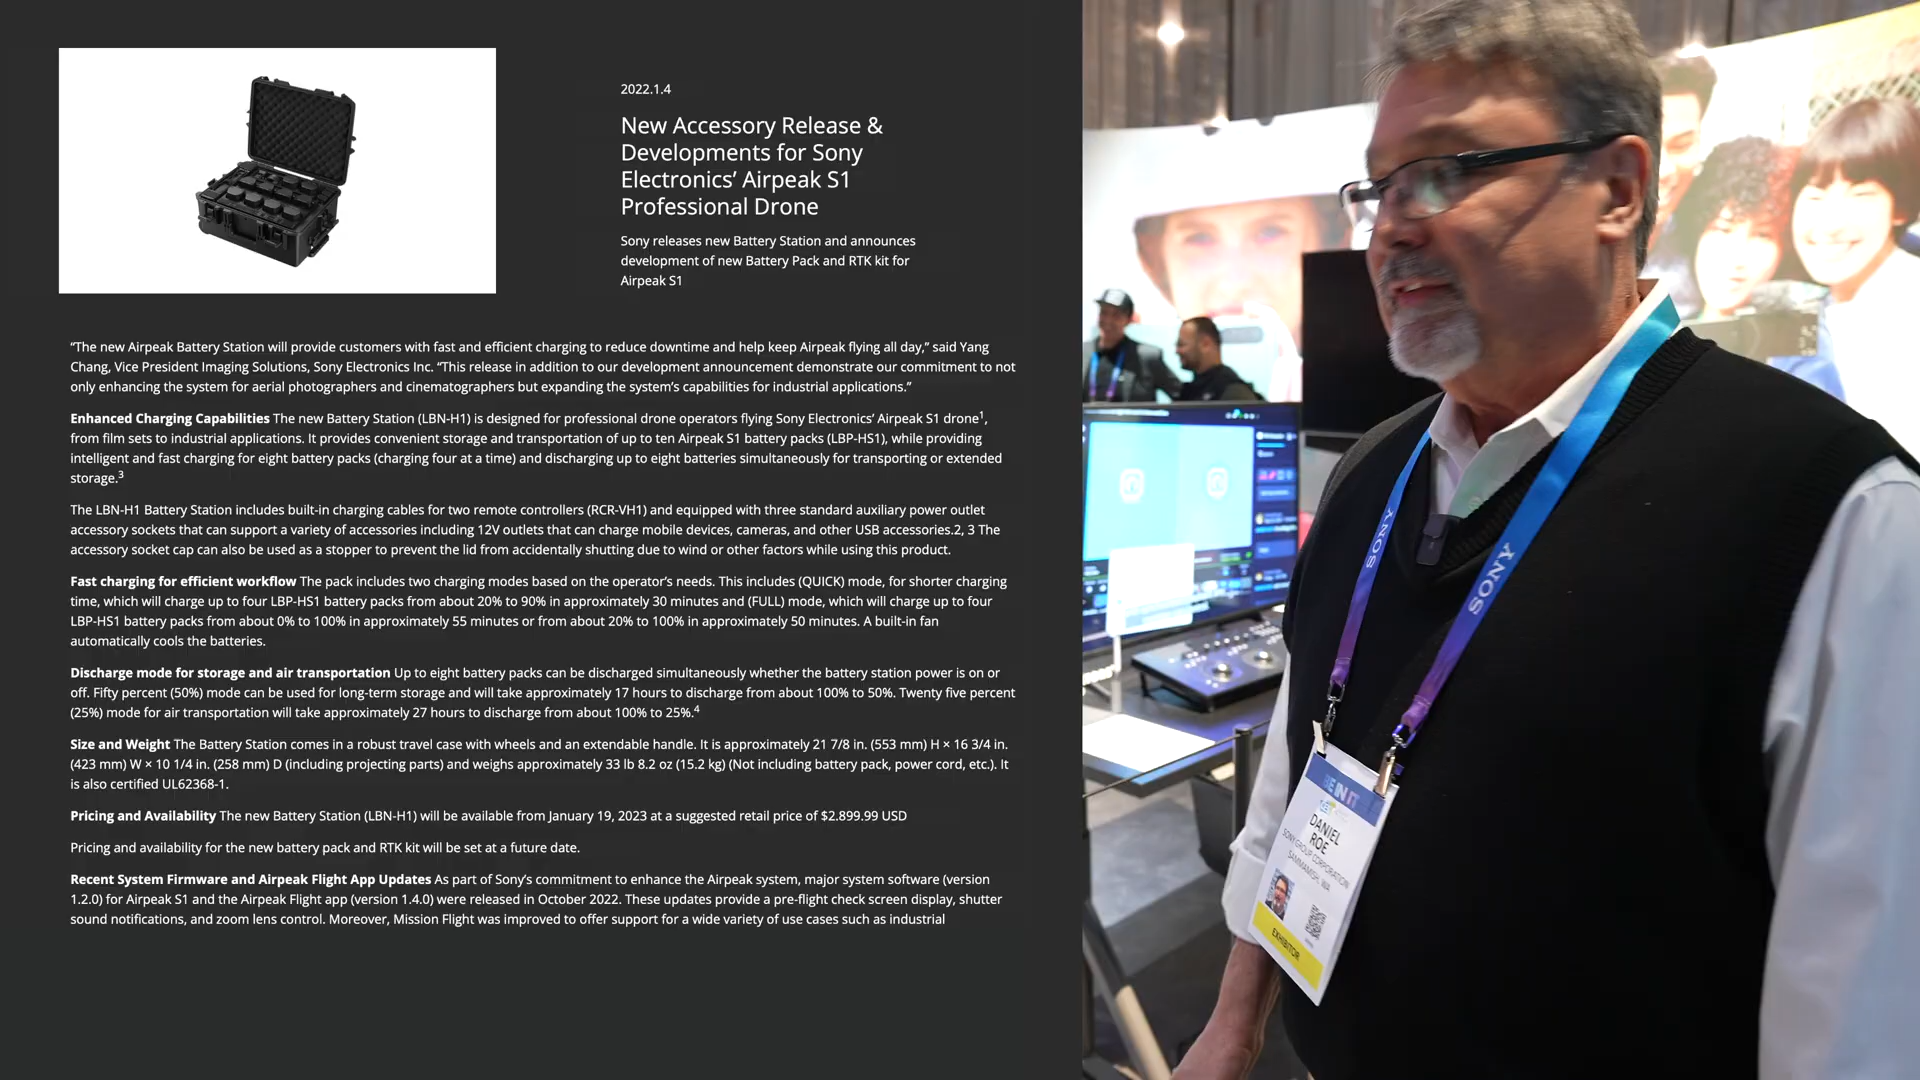 2022.1.4
New Accessory Release &
Developments for Sony
Electronics’ Airpeak S1
Professional Drone
Sony releases new Battery Station and announces
development of new Battery Pack and RTK kit for
Airpeak S1
“The new Airpeak Battery Station will provide customers with fast and efficient charging to reduce downtime and help keep Airpeak flying all day,” said Yang
Chang, Vice President Imaging Solutions, Sony Electronics Inc. “This release in addition to our development announcement demonstrate our commitment to not
only enhancing the system for aerial photographers and cinematographers but expanding the system’s capabilities for industrial applications.”
Enhanced Charging Capabilities The new Battery Station (LBN-H1) is designed for professional drone operators flying Sony Electronics’ Airpeak S1 drone1,
from film sets to industrial applications. It provides convenient storage and transportation of up to ten Airpeak S1 battery packs (LBP-HS1), while providing
intelligent and fast charging for eight battery packs (charging four at a time) and discharging up to eight batteries simultaneously for transporting or extended
storage.3
The LBN-H1 Battery Station includes built-in charging cables for two remote controllers (RCR-VH1) and equipped with three standard auxiliary power outlet
accessory sockets that can support a variety of accessories including 12V outlets that can charge mobile devices, cameras, and other USB accessories.2, 3 The
accessory socket cap can also be used as a stopper to prevent the lid from accidentally shutting due to wind or other factors while using this product.
Fast charging for efficient workflow The pack includes two charging modes based on the operator’s needs. This includes (QUICK) mode, for shorter charging
time, which will charge up to four LBP-HS1 battery packs from about 20% to 90% in approximately 30 minutes and (FULL) mode, which will charge up to four
LBP-HS1 battery packs from about 0% to 100% in approximately 55 minutes or from about 20% to 100% in approximately 50 minutes. A built-in fan
automatically cools the batteries.
Discharge mode for storage and air transportation Up to eight battery packs can be discharged simultaneously whether the battery station power is on or
off. Fifty percent (50%) mode can be used for long-term storage and will take approximately 17 hours to discharge from about 100% to 50%. Twenty five percent
(25%) mode for air transportation will take approximately 27 hours to discharge from about 100% to 25%.4
Size and Weight The Battery Station comes in a robust travel case with wheels and an extendable handle. It is approximately 21 7/8 in. (553 mm) H × 16 3/4 in.
(423 mm) W × 10 1/4 in. (258 mm) D (including projecting parts) and weighs approximately 33 lb 8.2 oz (15.2 kg) (Not including battery pack, power cord, etc.). It
is also certified UL62368-1.
Pricing and Availability The new Battery Station (LBN-H1) will be available from January 19, 2023 at a suggested retail price of $2.899.99 USD
Pricing and availability for the new battery pack and RTK kit will be set at a future date.
Recent System Firmware and Airpeak Flight App Updates As part of Sony’s commitment to enhance the Airpeak system, major system software (version
1.2.0) for Airpeak S1 and the Airpeak Flight app (version 1.4.0) were released in October 2022. These updates provide a pre-flight check screen display, shutter
sound notifications, and zoom lens control. Moreover, Mission Flight was improved to offer support for a wide variety of use cases such as industrial
SONY
SONY
BE IN IT
DANIEL
ROE
SONY GROUP CORPORATION
SAMMAMISH, WA
EXHIBITOR